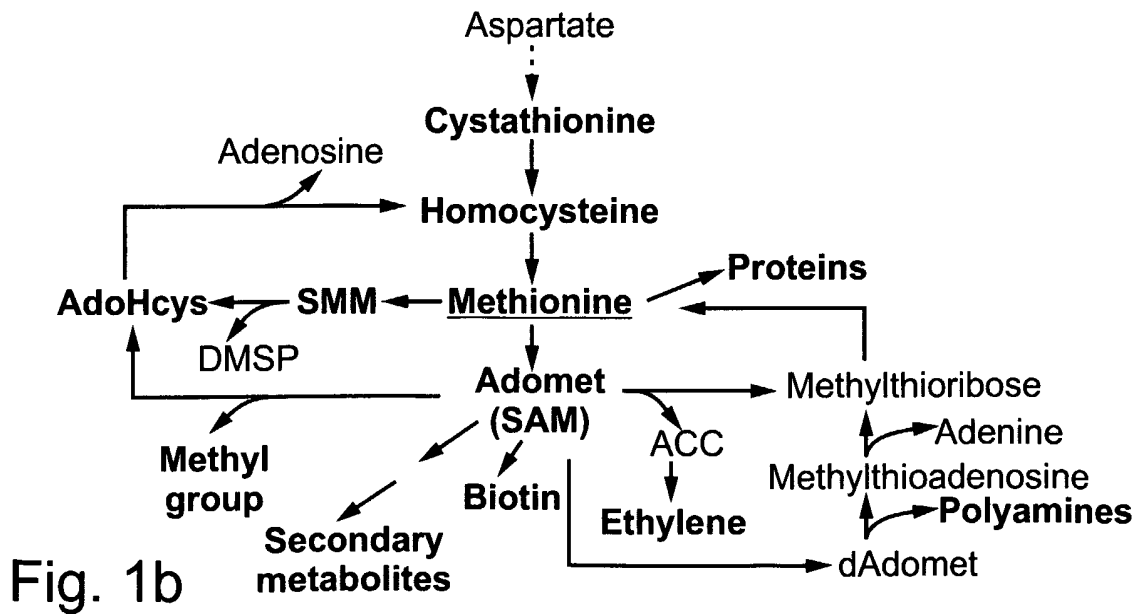 Aspartate
Cystathionine
Adenosine
Homocysteine
Proteins
AdoHcys
SMM
Methionine
DMSP
Adomet
(SAM)
Methylthioribose
Methyl
group
Biotin
ACC
Adenine
Methylthioadenosine
Ethylene
Polyamines
Secondary
metabolites
dAdomet
Fig. 1b